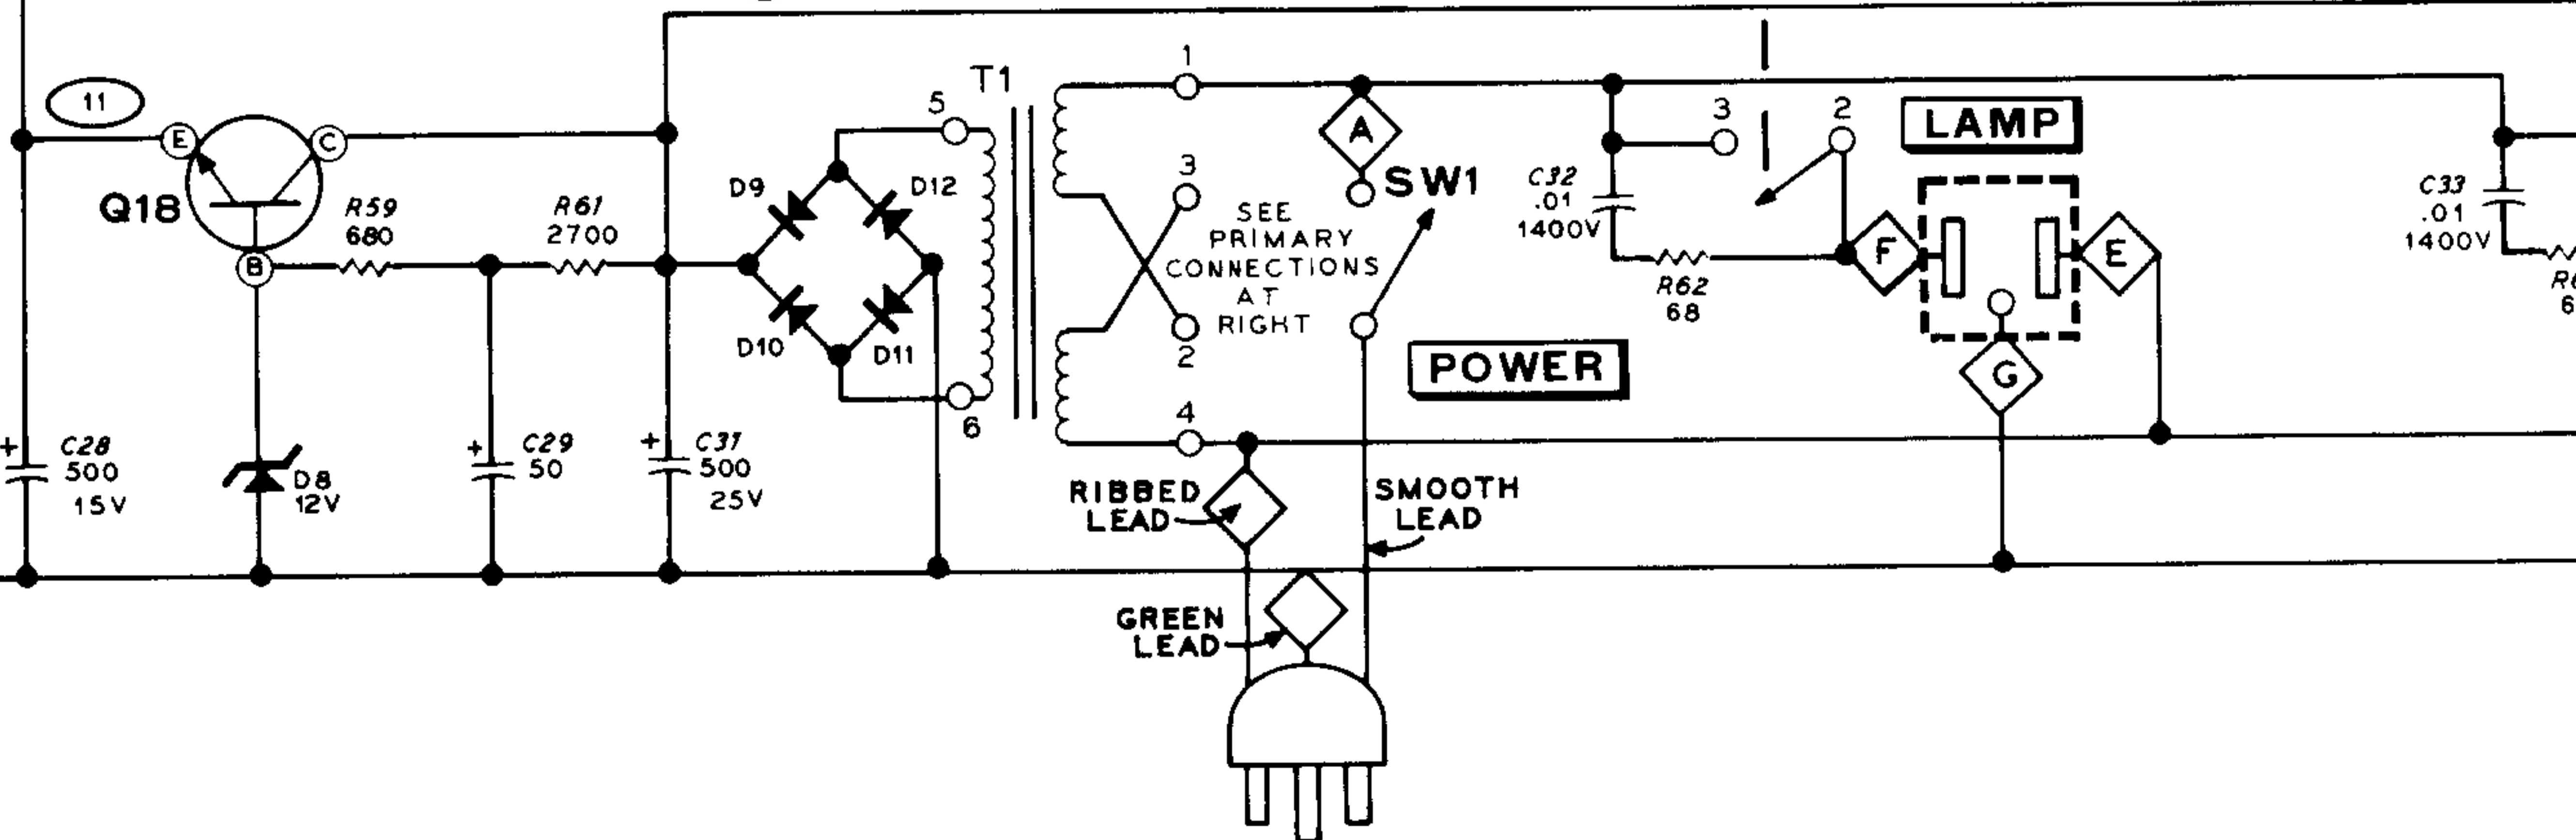 11
E
C
Q18
B
R59
680
R61
2700
C28
500
15V
+
D8
12V
+
C29
50
+
C31
500
25V
+
D9
D12
D10
D11
5
T1
6
1
3
2
4
SEE
PRIMARY
CONNECTIONS
AT
RIGHT
A
SW1
POWER
RIBBED
LEAD
SMOOTH
LEAD
GREEN
LEAD
C32
.01
1400V
3
2
R62
68
LAMP
F
E
G
C33
.01
1400V